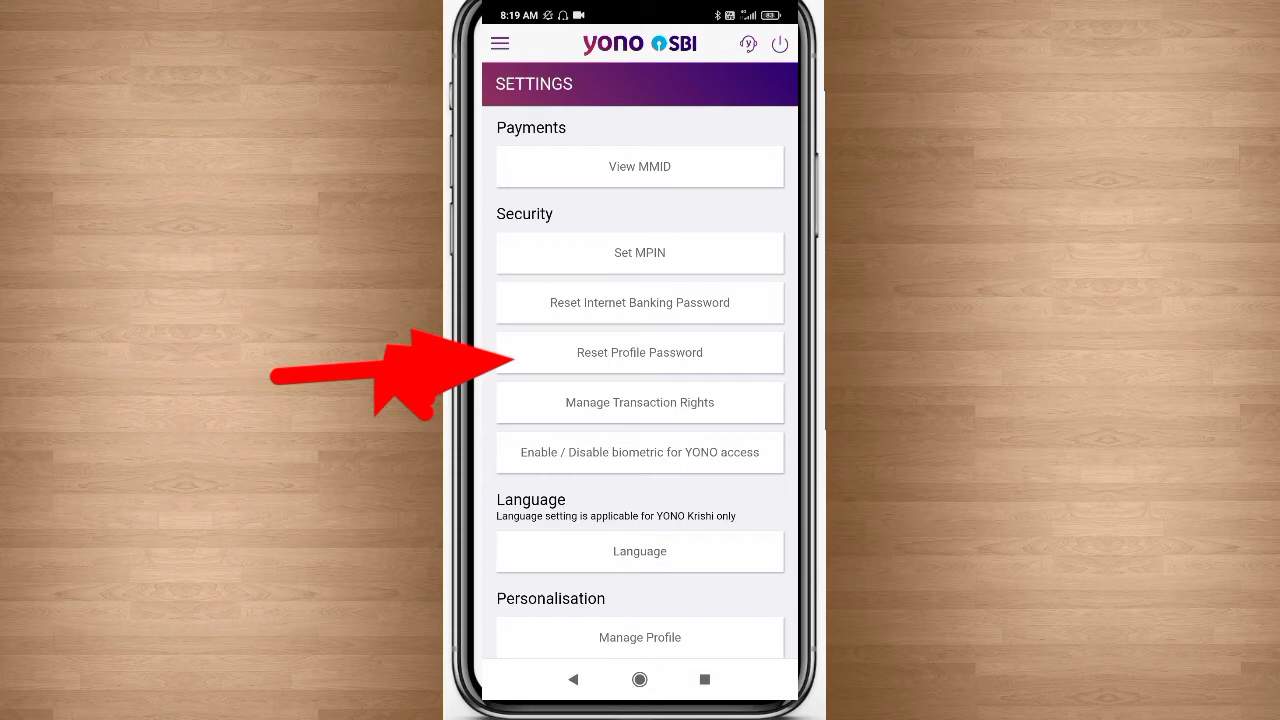 8:19 AM
83
yono SBI
y
SETTINGS
Payments
View MMID
Security
Set MPIN
Reset Internet Banking Password
Reset Profile Password
Manage Transaction Rights
Enable / Disable biometric for YONO access
Language
Language setting is applicable for YONO Krishi only
Language
Personalisation
Manage Profile